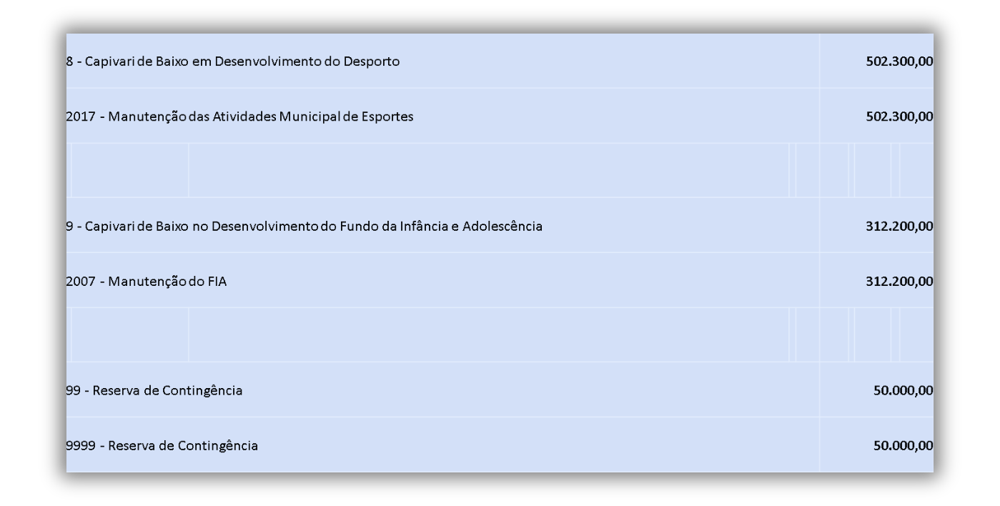 8 - Capivari de Baixo em Desenvolvimento do Desporto 502.300,00
2017 - Manutenção das Atividades Municipal de Esportes 502.300,00
9 - Capivari de Baixo no Desenvolvimento do Fundo da Infância e Adolescência 312.200,00
2007 - Manutenção do FIA 312.200,00
99 - Reserva de Contingência 50.000,00
9999 - Reserva de Contingência 50.000,00